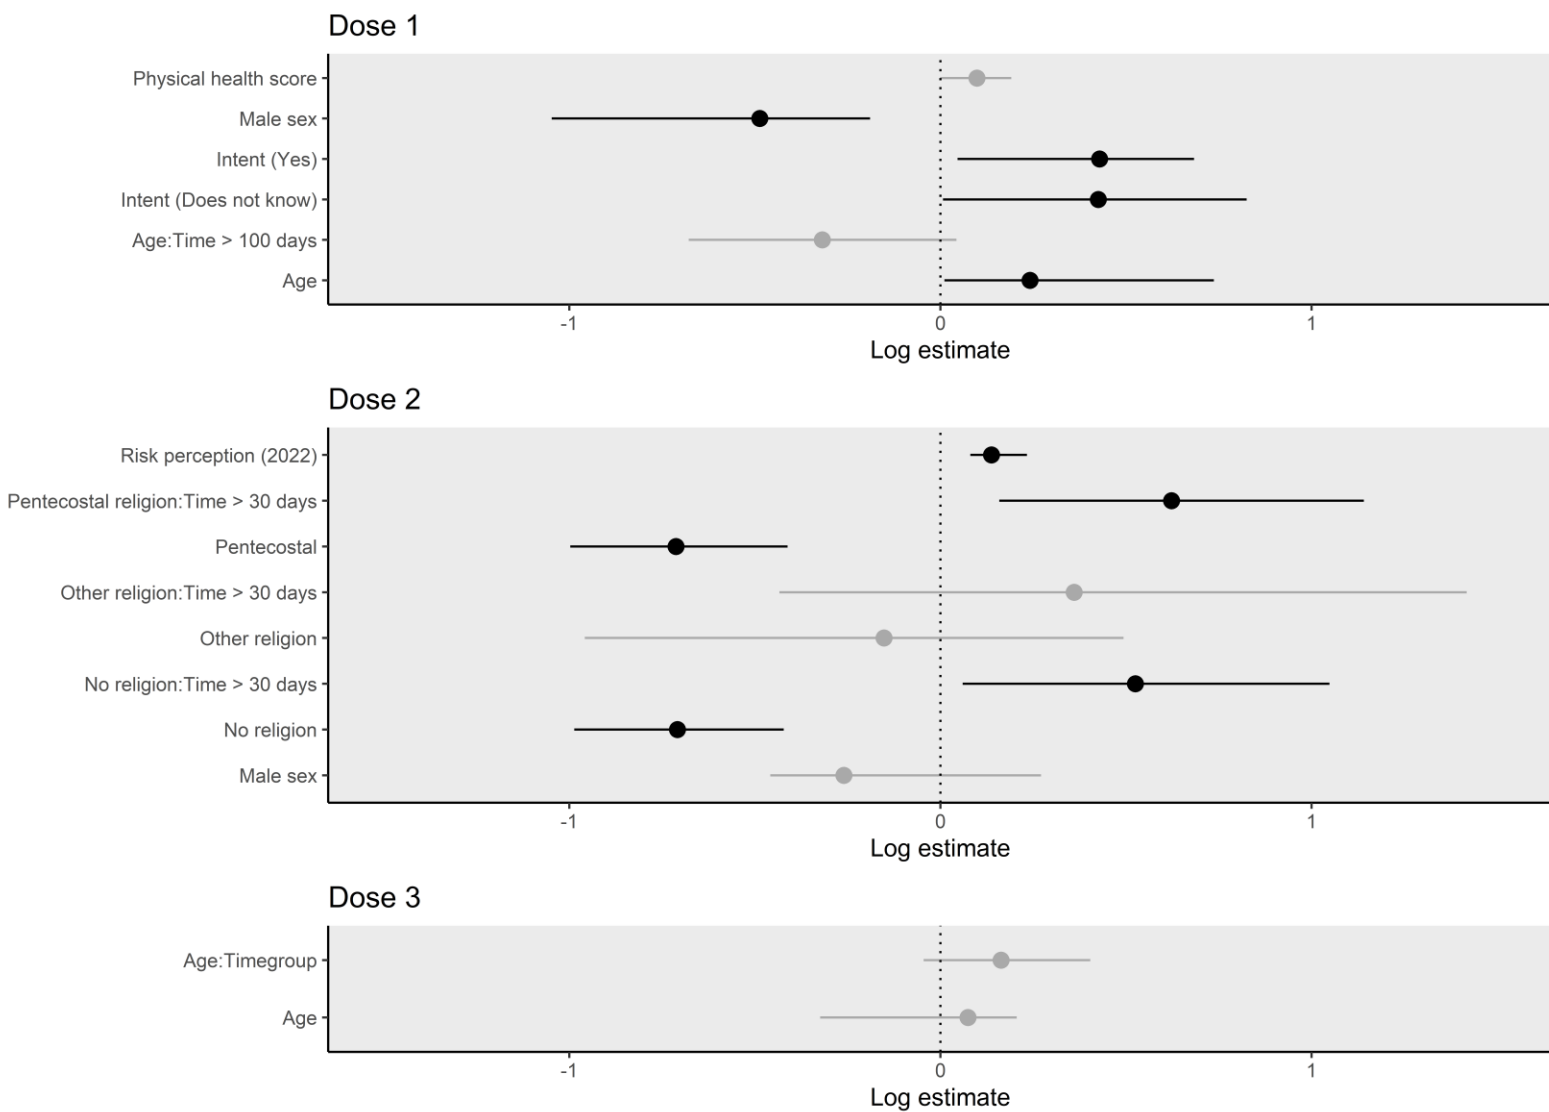 Dose 1
Physical health score
Male sex
Intent (Yes)
Intent (Does not know)
Age:Time > 100 days
Age
-1 0 1
Log estimate
Dose 2
Risk perception (2022)
Pentecostal religion:Time > 30 days
Pentecostal
Other religion:Time > 30 days
Other religion
No religion:Time > 30 days
No religion
Male sex
-1 0 1
Log estimate
Dose 3
Age:Timegroup
Age
-1 0 1
Log estimate